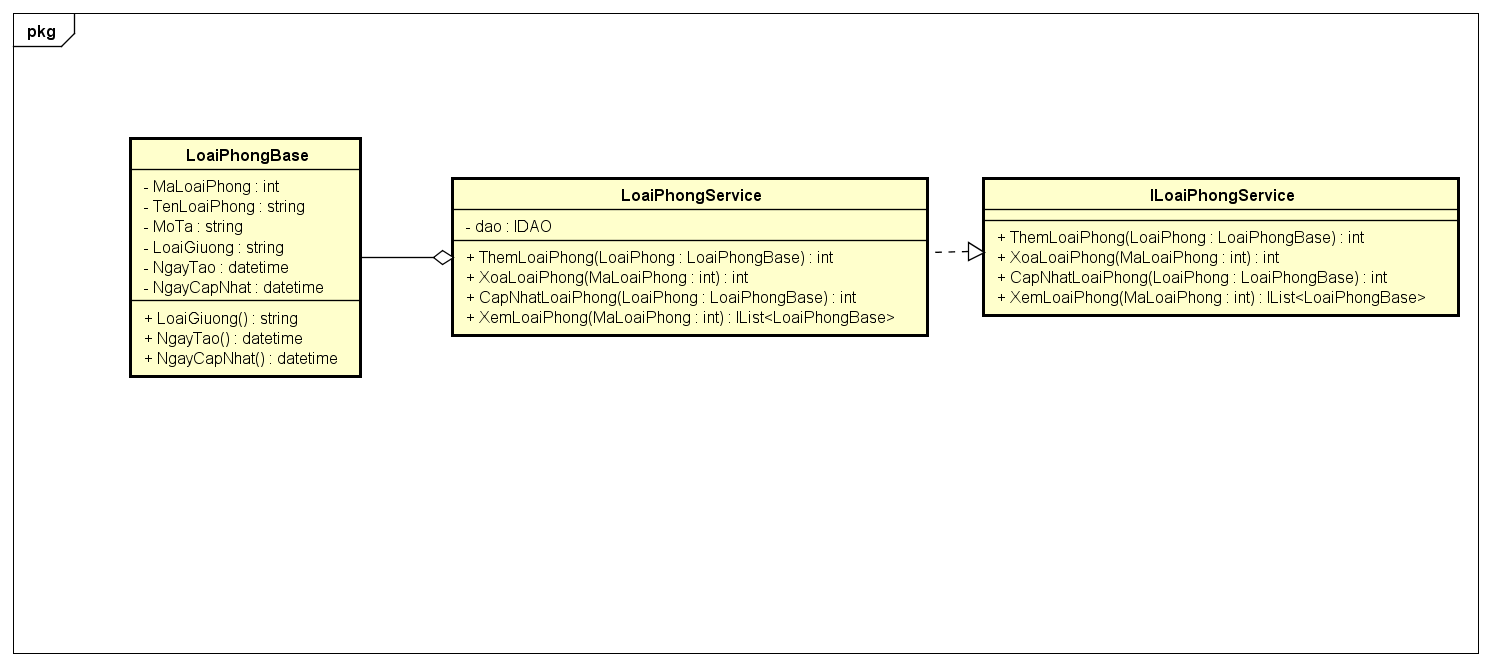 pkg
LoaiPhongBase
- MaLoaiPhong : int
- TenLoaiPhong : string
- MoTa : string
- LoaiGiuong : string
- NgayTao : datetime
- NgayCapNhat : datetime
+ LoaiGiuong() : string
+ NgayTao() : datetime
+ NgayCapNhat() : datetime
LoaiPhongService
- dao : IDAO
+ ThemLoaiPhong(LoaiPhong : LoaiPhongBase) : int
+ XoaLoaiPhong(MaLoaiPhong : int) : int
+ CapNhatLoaiPhong(LoaiPhong : LoaiPhongBase) : int
+ XemLoaiPhong(MaLoaiPhong : int) : IList<LoaiPhongBase>
ILoaiPhongService
+ ThemLoaiPhong(LoaiPhong : LoaiPhongBase) : int
+ XoaLoaiPhong(MaLoaiPhong : int) : int
+ CapNhatLoaiPhong(LoaiPhong : LoaiPhongBase) : int
+ XemLoaiPhong(MaLoaiPhong : int) : IList<LoaiPhongBase>